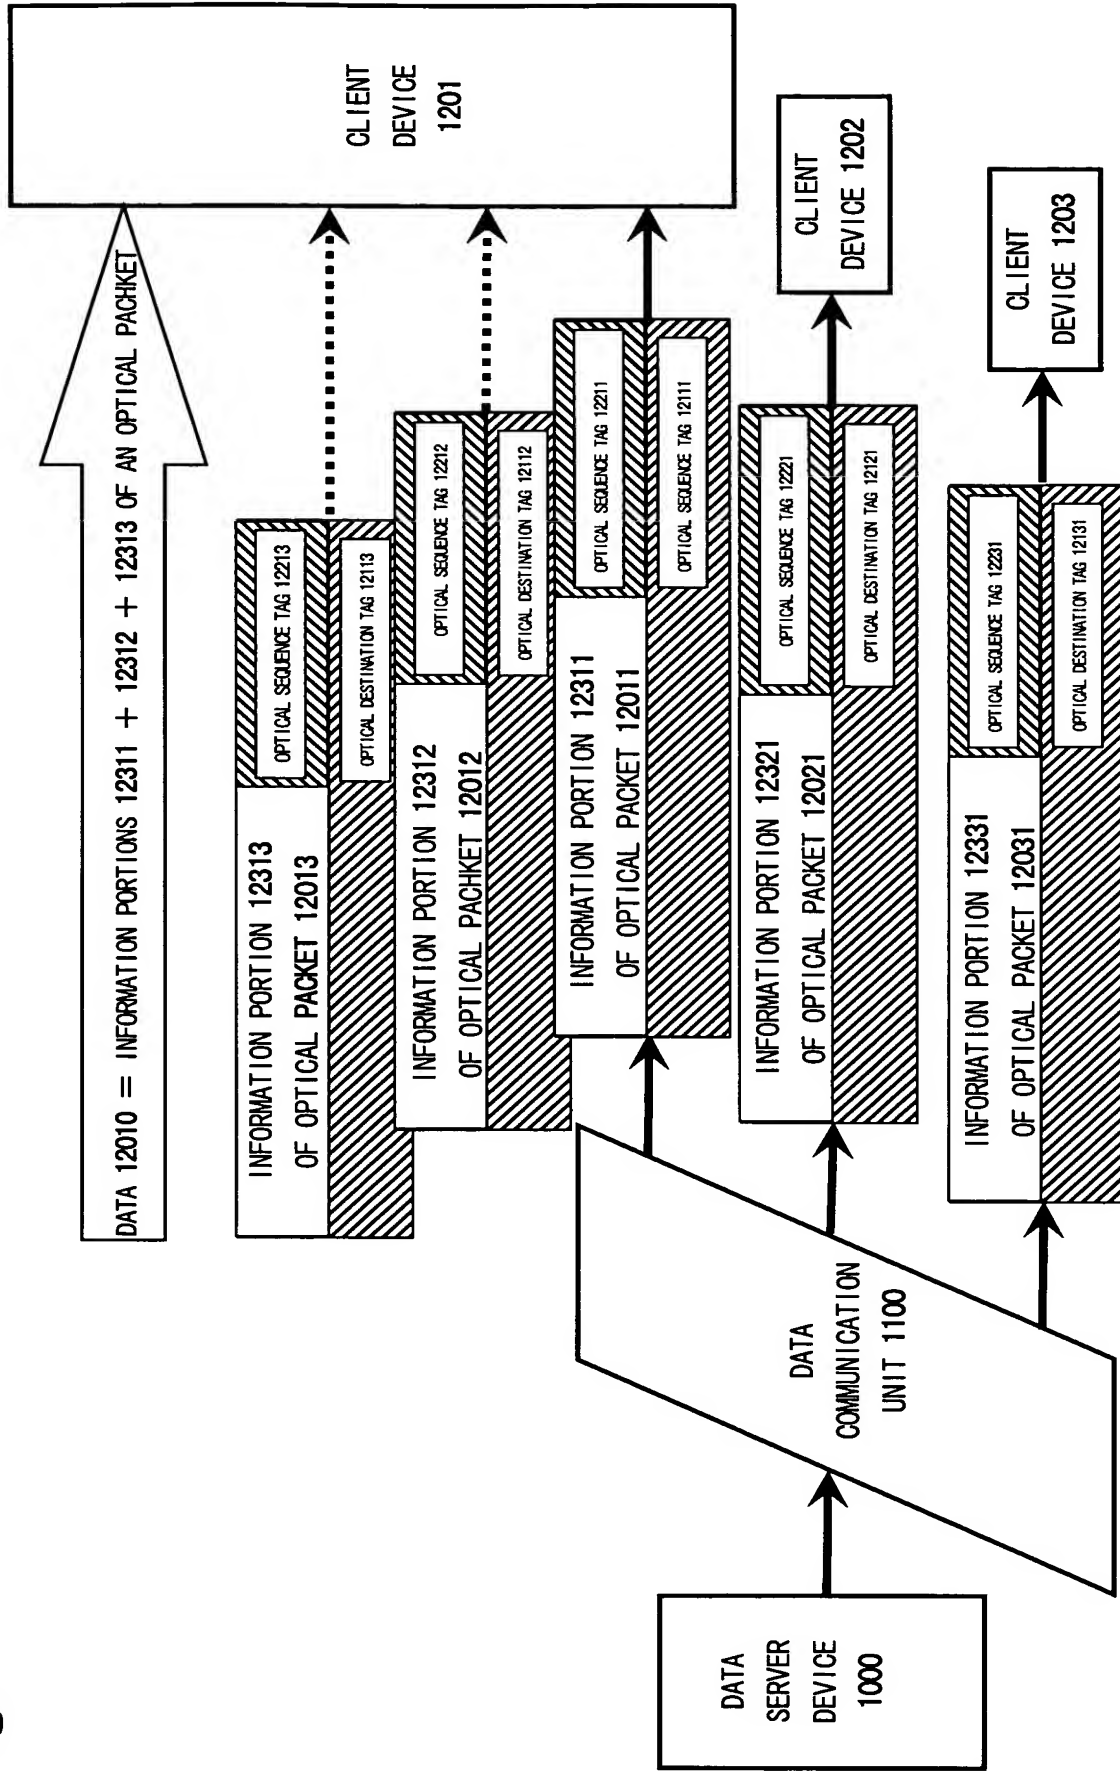 DATA 12010 = INFORMATION PORTIONS 12311 + 12312 + 12313 OF AN OPTICAL PACHKET
INFORMATION PORTION 12313
OF OPTICAL PACKET 12013
OPTICAL SEQUENCE TAG 12213
OPTICAL DESTINATION TAG 12113
INFORMATION PORTION 12312
OF OPTICAL PACHKET 12012
OPTICAL SEQUENCE TAG 12212
OPTICAL DESTINATION TAG 12112
INFORMATION PORTION 12311
OF OPTICAL PACKET 12011
OPTICAL SEQUENCE TAG 12211
OPTICAL SEQUENCE TAG 12111
CLIENT
DEVICE
1201
INFORMATION PORTION 12321
OF OPTICAL PACKET 12021
OPTICAL SEQUENCE TAG 12221
OPTICAL DESTINATION TAG 12121
CLIENT
DEVICE 1202
INFORMATION PORTION 12331
OF OPTICAL PACKET 12031
OPTICAL SEQUENCE TAG 12231
OPTICAL DESTINATION TAG 12131
CLIENT
DEVICE 1203
DATA
COMMUNICATION
UNIT 1100
DATA
SERVER
DEVICE
1000